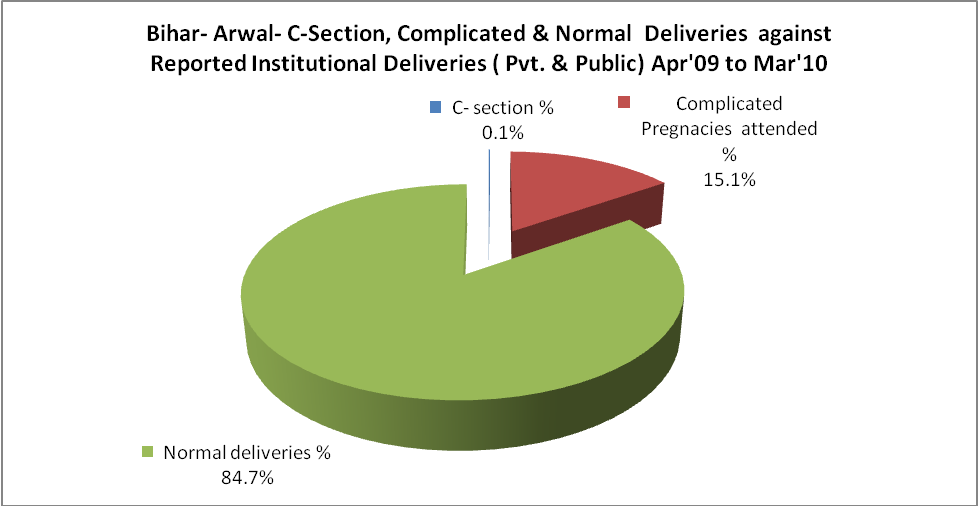 Bihar- Arwal- C-Section, Complicated & Normal Deliveries against
Reported Institutional Deliveries ( Pvt. & Public) Apr'09 to Mar'10
C- section %
0.1%
Complicated
Pregnacies attended
%
15.1%
Normal deliveries %
84.7%